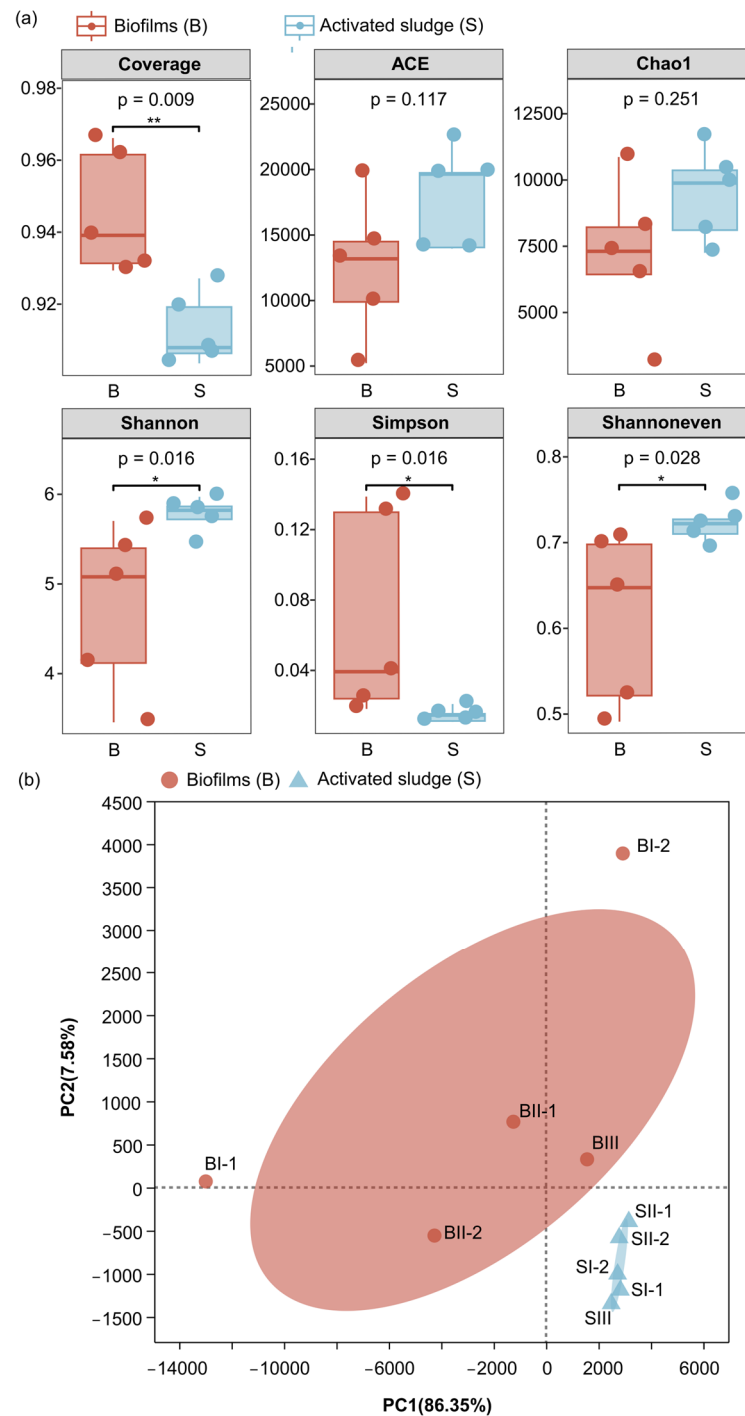 (a)
Biofilms (B) Activated sludge (S)
Coverage ACE Chao1
p = 0.009 p = 0.117 p = 0.251
**
0.98
0.96
0.94
0.92
25000
20000
15000
10000
5000
12500
10000
7500
5000
B S B S B S
Shannon Simpson Shannoneven
p = 0.016 p = 0.016 p = 0.028
* * *
6
5
4
0.16
0.12
0.08
0.04
0.8
0.7
0.6
0.5
B S B S B S
(b)
Biofilms (B) Activated sludge (S)
4500
4000
3500
3000
2500
2000
1500
1000
500
0
−500
−1000
−1500
PC2(7.58%)
BI-2
BII-1
BIII
BI-1
BII-2
SII-1
SII-2
SI-2
SI-1
SIII
−14000 −10000 −6000 −2000 0 2000 6000
PC1(86.35%)